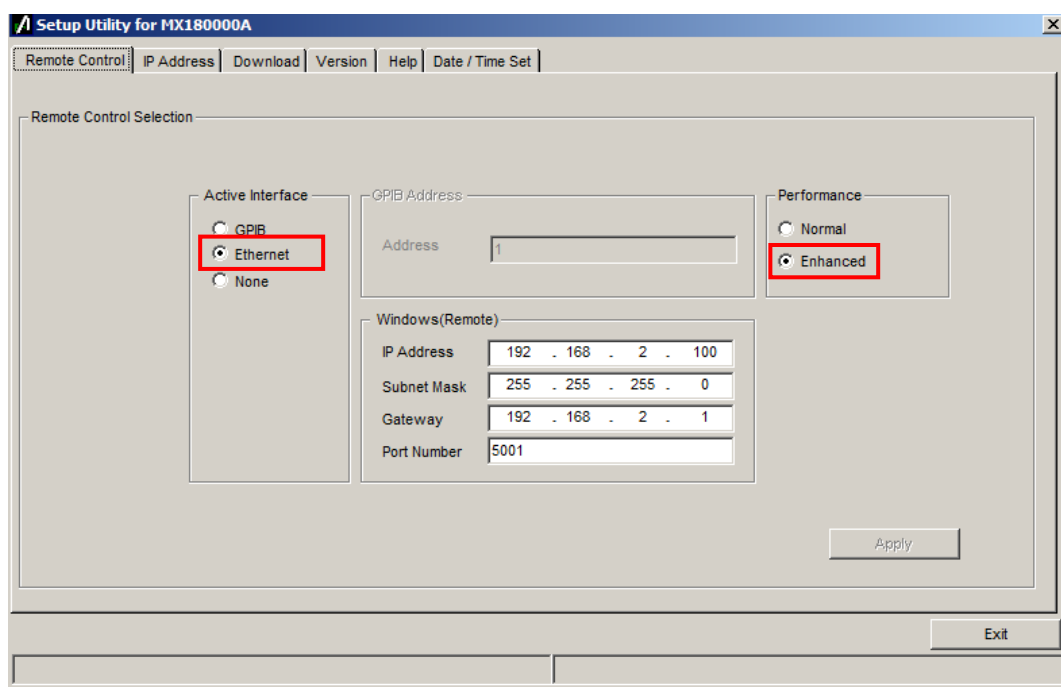 Setup Utility for MX180000A
Remote Control IP Address Download Version Help Date / Time Set
Remote Control Selection
Active Interface
GPIB
Ethernet
None
GPIB Address
Address 1
Performance
Normal
Enhanced
Windows(Remote)
IP Address 192 . 168 . 2 . 100
Subnet Mask 255 . 255 . 255 . 0
Gateway 192 . 168 . 2 . 1
Port Number 5001
Apply
Exit